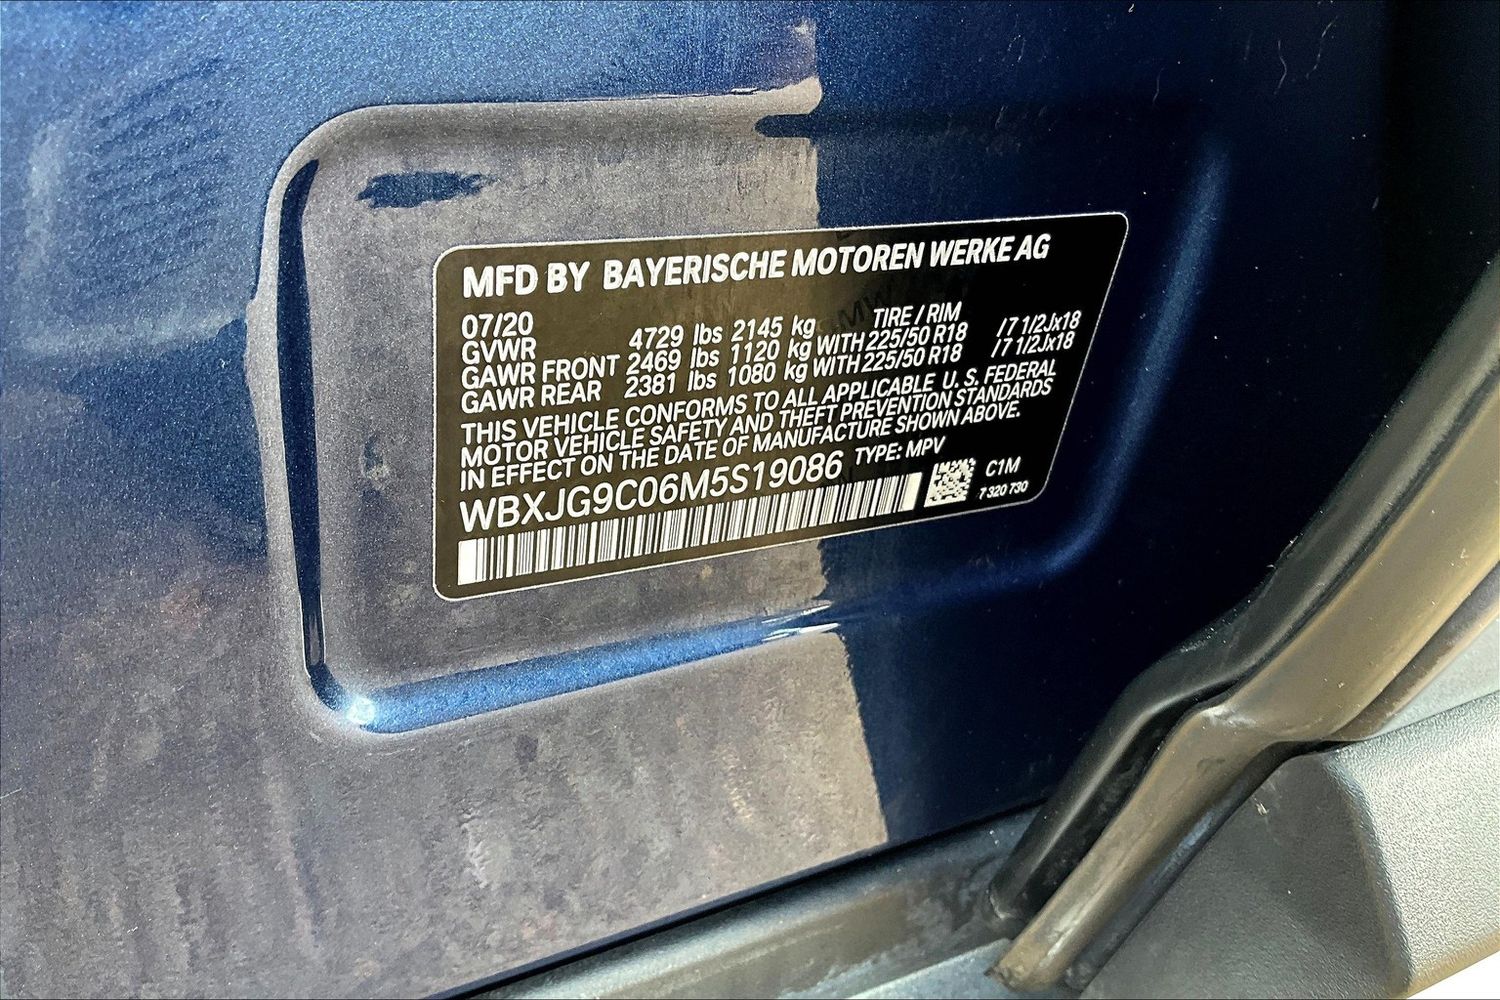 MFD BY BAYERISCHE MOTOREN WERKE AG
07/20 TIRE / RIM
GVWR 4729 lbs 2145 kg
GAWR FRONT 2469 lbs 1120 kg WITH 225/50 R18 /7 1/2Jx18
GAWR REAR 2381 lbs 1080 kg WITH 225/50 R18 /7 1/2Jx18
THIS VEHICLE CONFORMS TO ALL APPLICABLE U. S. FEDERAL
MOTOR VEHICLE SAFETY AND THEFT PREVENTION STANDARDS
IN EFFECT ON THE DATE OF MANUFACTURE SHOWN ABOVE.
WBXJG9C06M5S19086 TYPE: MPV
C1M
7 320 730